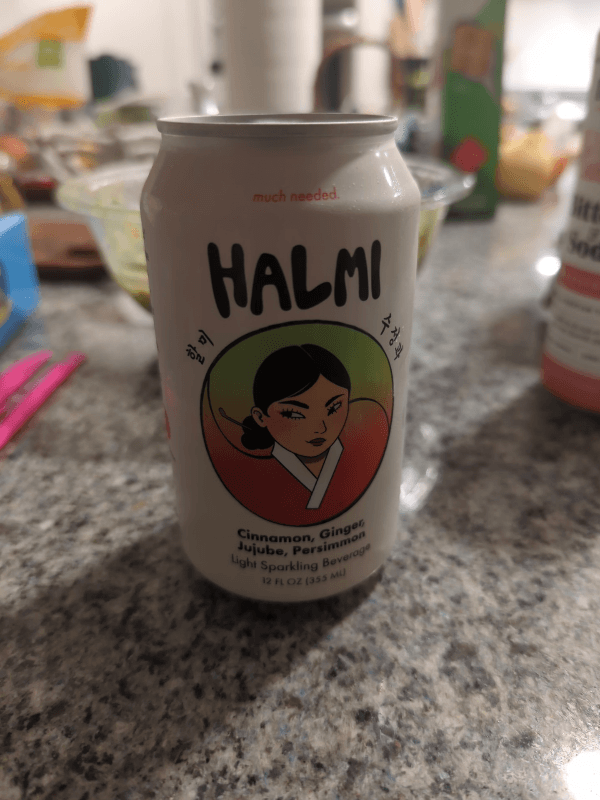 much needed.
HALMI
할미
수정과
Cinnamon, Ginger,
Jujube, Persimmon
Light Sparkling Beverage
12 FL OZ (355 ML)